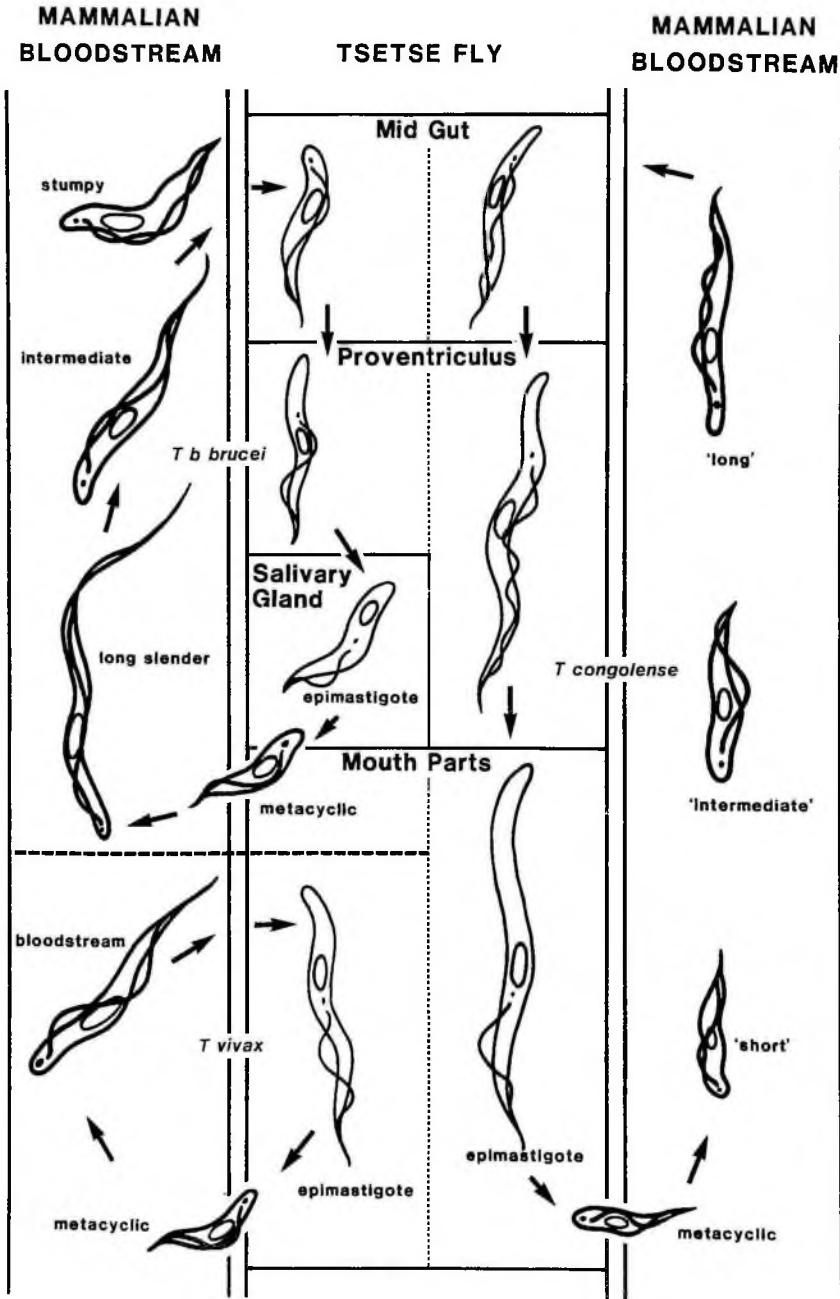 MAMMALIAN
BLOODSTREAM
TSETSE FLY
MAMMALIAN
BLOODSTREAM
Mid Gut
stumpy
intermediate
Proventriculus
'long'
T b brucei
Salivary
Gland
long slender
epimastigote
T congolense
metacyclic
Mouth Parts
'intermediate'
bloodstream
T vivax
'short'
epimastigote
epimastigote
metacyclic
metacyclic